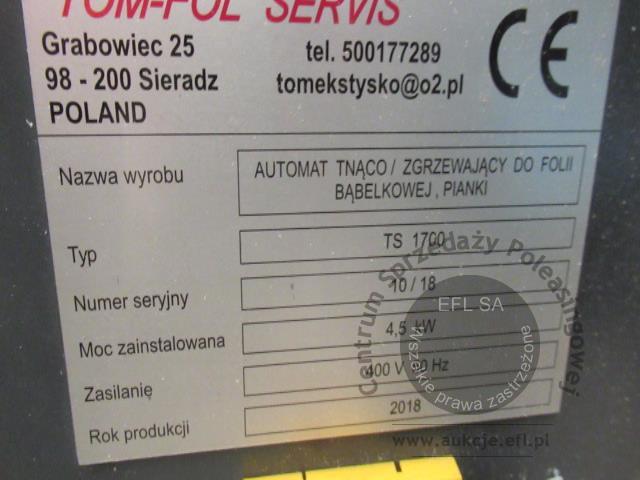 TOM-FOL SERVIS
Grabowiec 25
98 - 200 Sieradz
POLAND
tel. 500177289
tomekstysko@o2.pl
CE
Nazwa wyrobu
AUTOMAT TNĄCO / ZGRZEWAJĄCY DO FOLII
BĄBELKOWEJ , PIANKI
Typ
TS 1700
Numer seryjny
10 / 18
Moc zainstalowana
4,5 kW
Zasilanię
400 V Hz
Rok produkcji
2018
Centrum Sprzedaży Poleasingowej
EFL SA
Wszelkie prawa zastrzeżone
www.aukcje.efl.pl